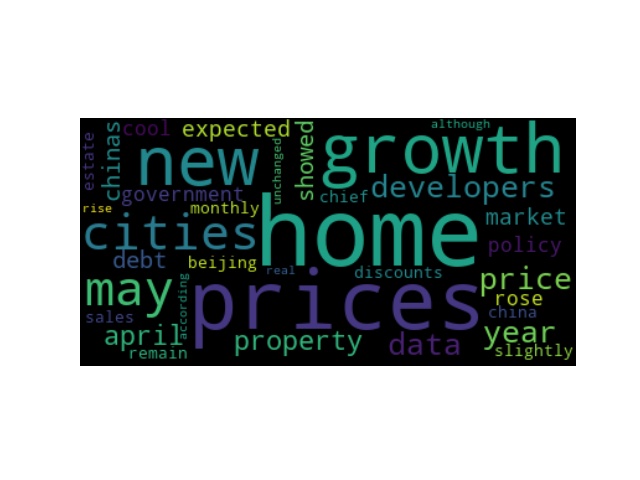 cool
expected
although
estate
chinas
new
unchanged
showed
growth
government
chief
developers
rise
monthly
home
market
cities
policy
debt
beijing
real
discounts
price
may
according
prices
rose
sales
china
april
property
data
year
remain
slightly